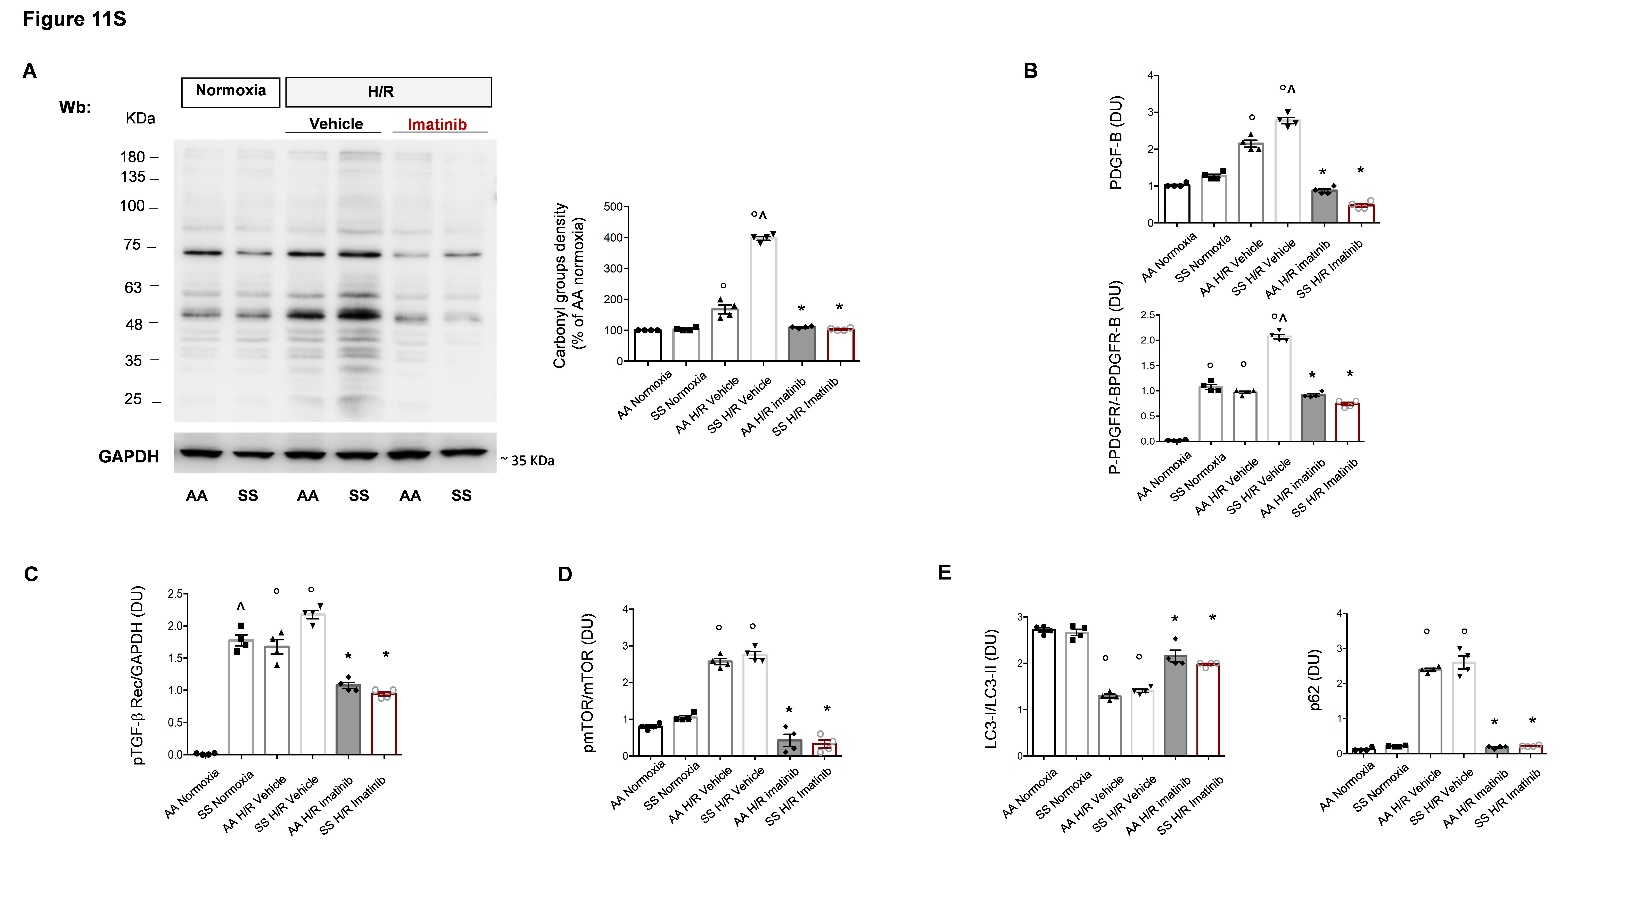 Figure 11S
A
Wb:
Normoxia
H/R
Vehicle
Imatinib
KDa
180
135
100
75
63
48
35
25
GAPDH
~ 35 KDa
AA SS AA SS AA SS
Carbonyl groups density
(% of AA normoxia)
500
400
300
200
100
0
° ^
°
*
*
AA Normoxia
SS Normoxia
AA H/R Vehicle
SS H/R Vehicle
AA H/R imatinib
SS H/R Imatinib
B
PDGF-B (DU)
4
3
2
1
0
°
° ^
*
*
AA Normoxia
SS Normoxia
AA H/R Vehicle
SS H/R Vehicle
AA H/R imatinib
SS H/R Imatinib
P-PDGFR/-BPDGFR-B (DU)
2.5
2.0
1.5
1.0
0.5
0.0
°
°
° ^
*
*
AA Normoxia
SS Normoxia
AA H/R Vehicle
SS H/R Vehicle
AA H/R imatinib
SS H/R Imatinib
C
pTGF-β Rec/GAPDH (DU)
2.5
2.0
1.5
1.0
0.5
0.0
^
°
°
*
*
AA Normoxia
SS Normoxia
AA H/R Vehicle
SS H/R Vehicle
AA H/R Imatinib
SS H/R Imatinib
D
pmTOR/mTOR (DU)
4
3
2
1
0
°
°
*
*
AA Normoxia
SS Normoxia
AA H/R Vehicle
SS H/R Vehicle
AA H/R imatinib
SS H/R Imatinib
E
LC3-I/LC3-II (DU)
3
2
1
0
°
°
*
*
AA Normoxia
SS Normoxia
AA H/R Vehicle
SS H/R Vehicle
AA H/R imatinib
SS H/R Imatinib
p62 (DU)
4
3
2
1
0
°
°
*
*
AA Normoxia
SS Normoxia
AA H/R Vehicle
SS H/R Vehicle
AA H/R imatinib
SS H/R Imatinib